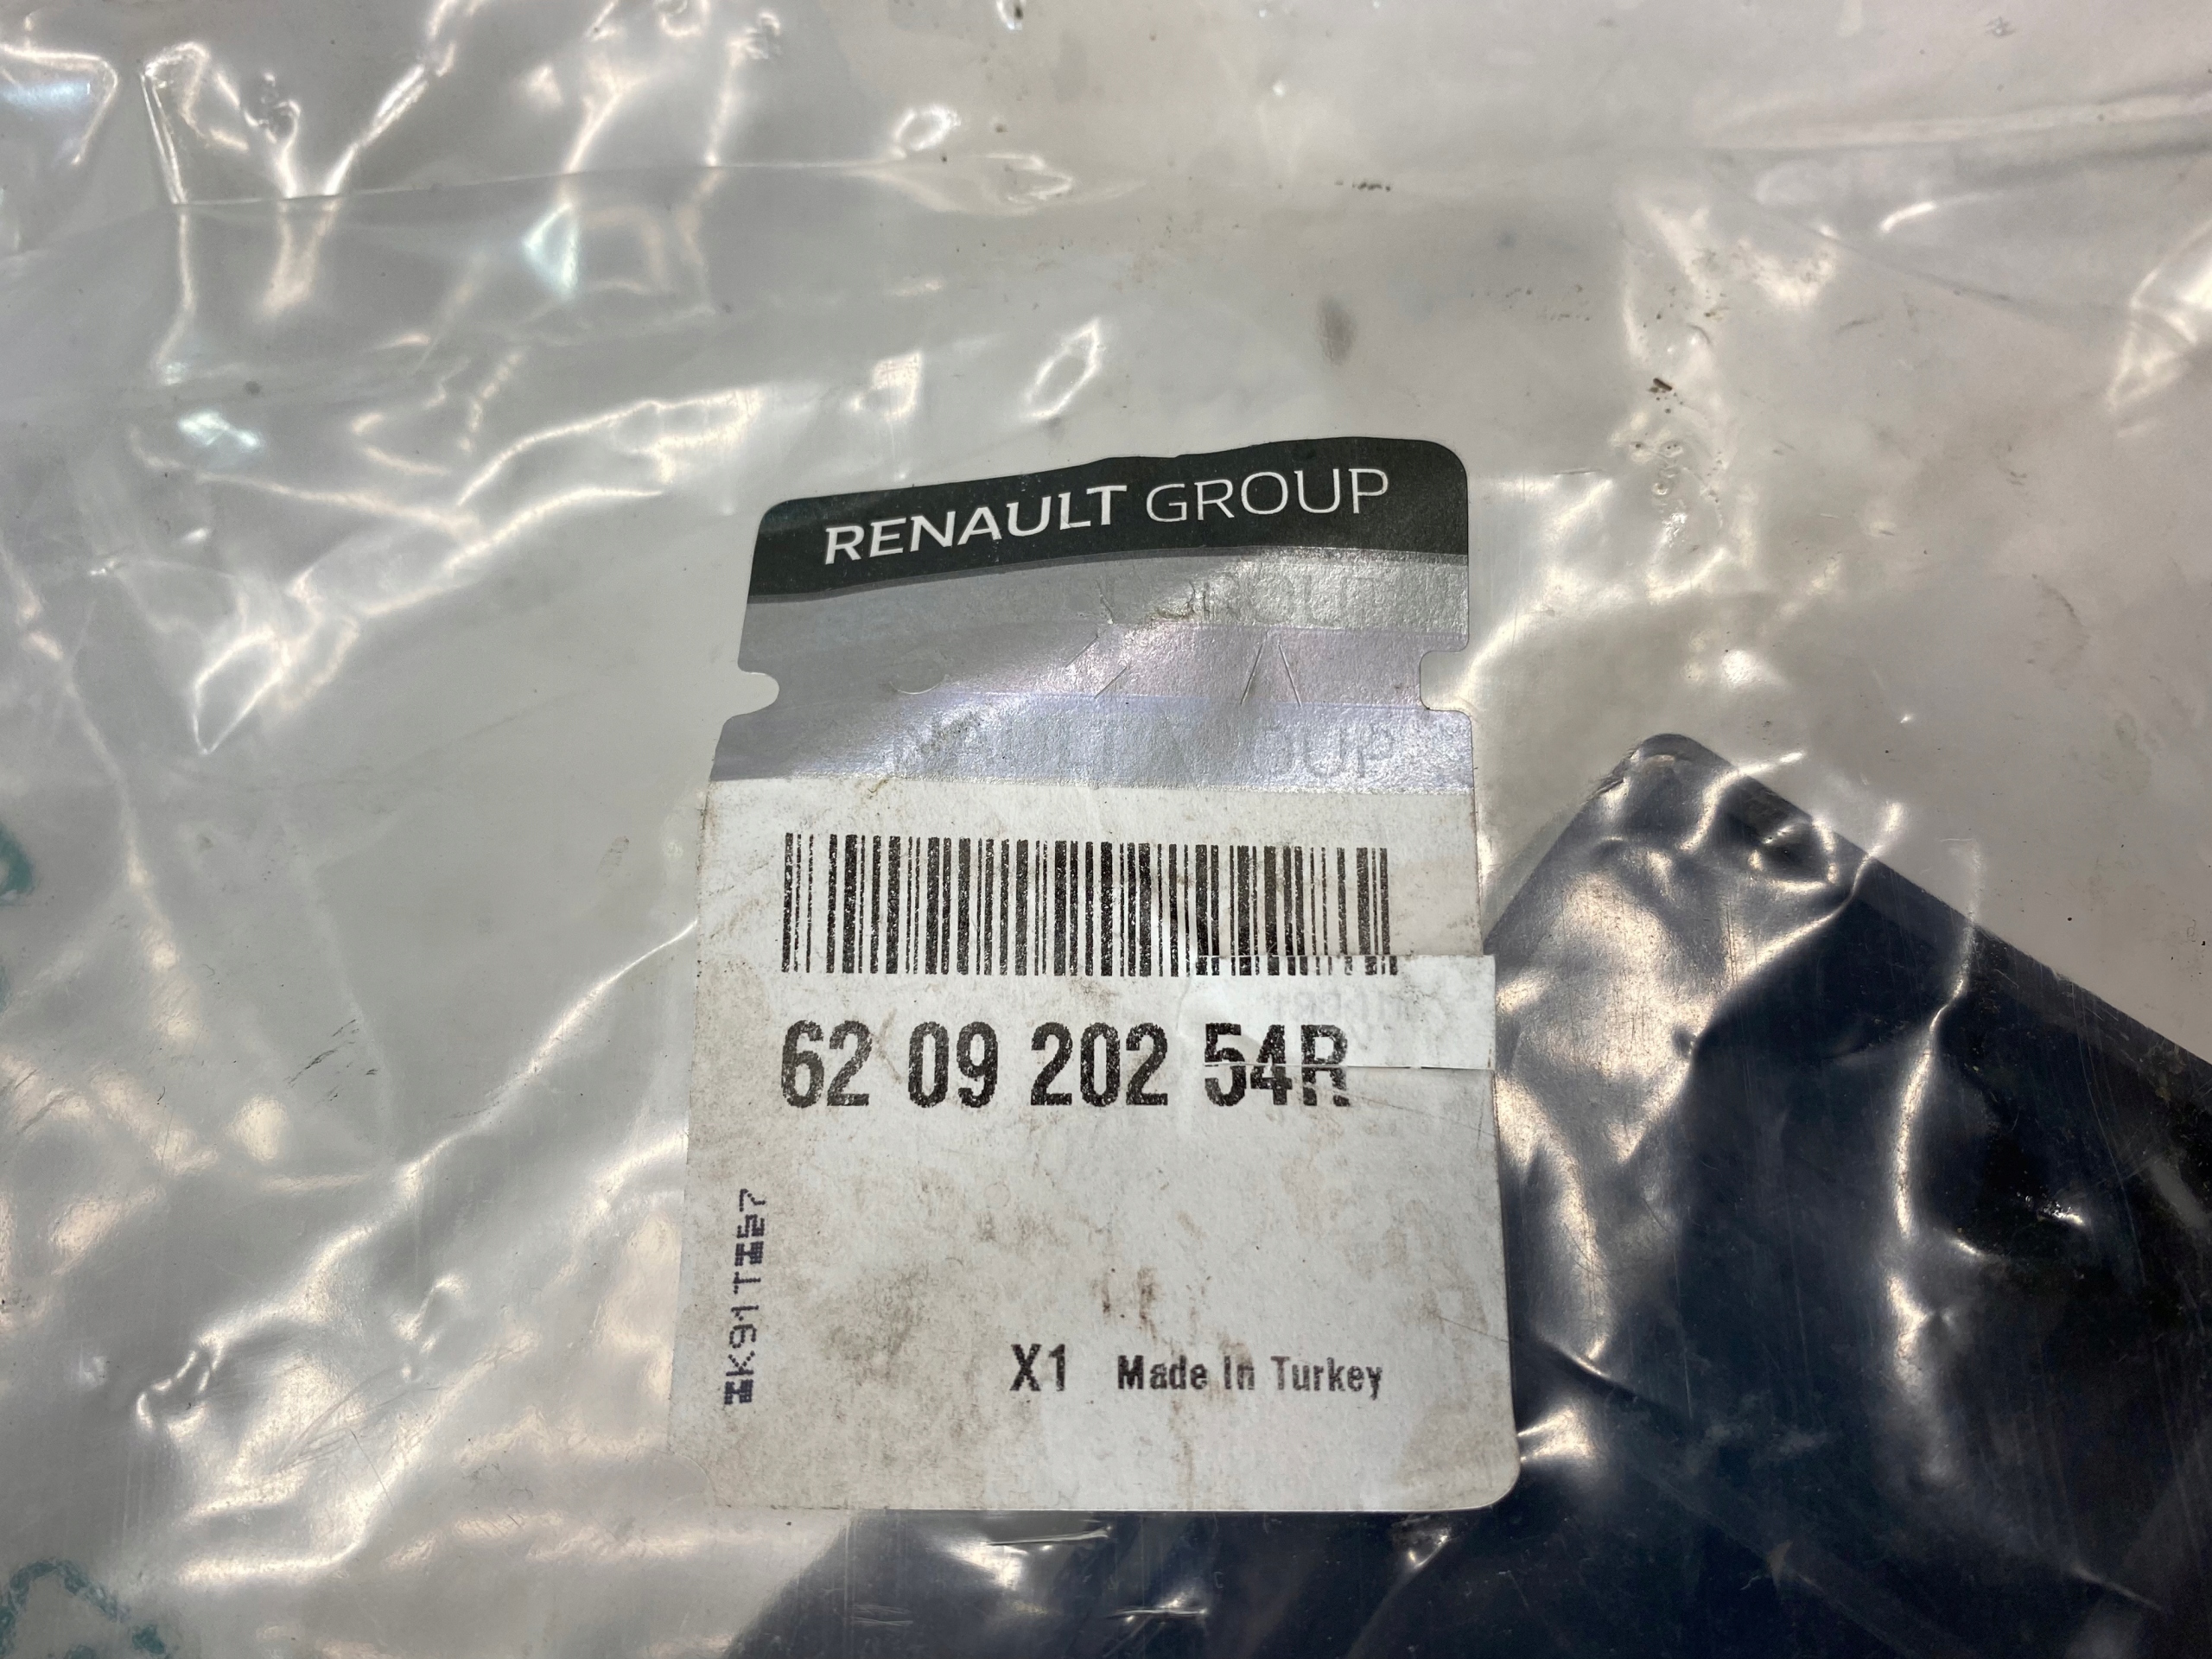 RENAULT GROUP
62 09 202 54R
X1 Made In Turkey